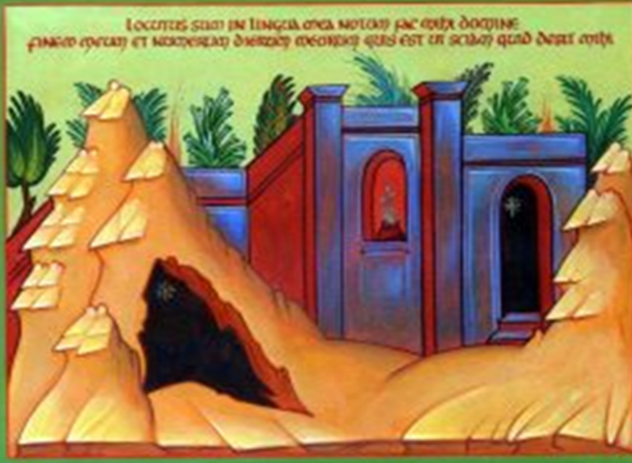 LOCUTUS SUM IN LINGUA MEA NOTUM FAC MIHI DOMINE
FINEM MEUM ET NUMERUM DIERUM MEORUM QUIS EST UT SCIAM QUID DESIT MIHI